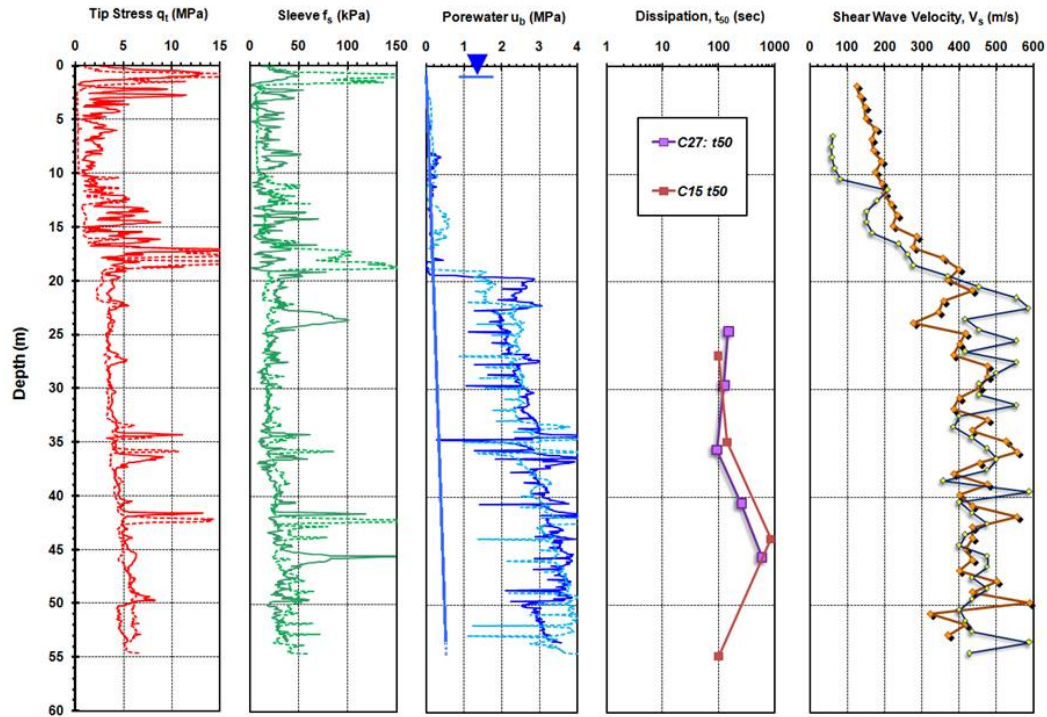 Tip Stress qt (MPa)
Sleeve fs (kPa)
Porewater ub (MPa)
Dissipation, t50 (sec)
Shear Wave Velocity, Vs (m/s)
0 5 10 15
0 50 100 150
0 1 2 3 4
1 10 100 1000
0 100 200 300 400 500 600
Depth (m)
0
5
10
15
20
25
30
35
40
45
50
55
60
C27: t50
C15 t50